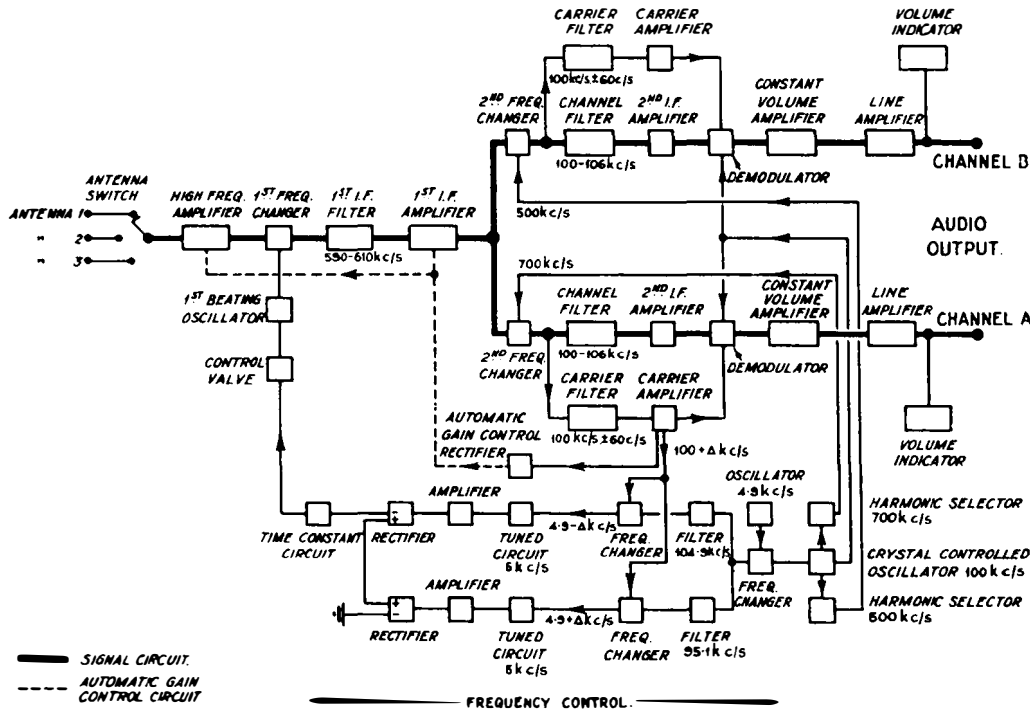 CARRIER FILTER
CARRIER AMPLIFIER
VOLUME INDICATOR
100kc/s±60c/s
2ND FREQ. CHANGER
CHANNEL FILTER
2ND I.F. AMPLIFIER
CONSTANT VOLUME AMPLIFIER
LINE AMPLIFIER
100-106kc/s
DEMODULATOR
CHANNEL B
ANTENNA SWITCH
HIGH FREQ. AMPLIFIER
1ST FREQ. CHANGER
1ST I.F. FILTER
1ST I.F. AMPLIFIER
500kc/s
ANTENNA 1
" 2
" 3
590-610kc/s
AUDIO OUTPUT.
700kc/s
1ST BEATING OSCILLATOR
CHANNEL FILTER
2ND I.F. AMPLIFIER
CONSTANT VOLUME AMPLIFIER
LINE AMPLIFIER
CHANNEL A
CONTROL VALVE
2ND FREQ. CHANGER
100-106kc/s
DEMODULATOR
CARRIER FILTER
CARRIER AMPLIFIER
100kc/s±60c/s
AUTOMATIC GAIN CONTROL RECTIFIER
100+Δkc/s
VOLUME INDICATOR
OSCILLATOR 4·9kc/s
AMPLIFIER
4·9-Δkc/s
HARMONIC SELECTOR 700kc/s
- +
TIME CONSTANT CIRCUIT
RECTIFIER
TUNED CIRCUIT 5kc/s
FREQ. CHANGER
FILTER 104·9kc/s
CRYSTAL CONTROLLED OSCILLATOR 100kc/s
FREQ. CHANGER
AMPLIFIER
+ -
4·9+Δkc/s
HARMONIC SELECTOR 500kc/s
RECTIFIER
TUNED CIRCUIT 5kc/s
FREQ. CHANGER
FILTER 95·1kc/s
SIGNAL CIRCUIT.
AUTOMATIC GAIN CONTROL CIRCUIT
FREQUENCY CONTROL.